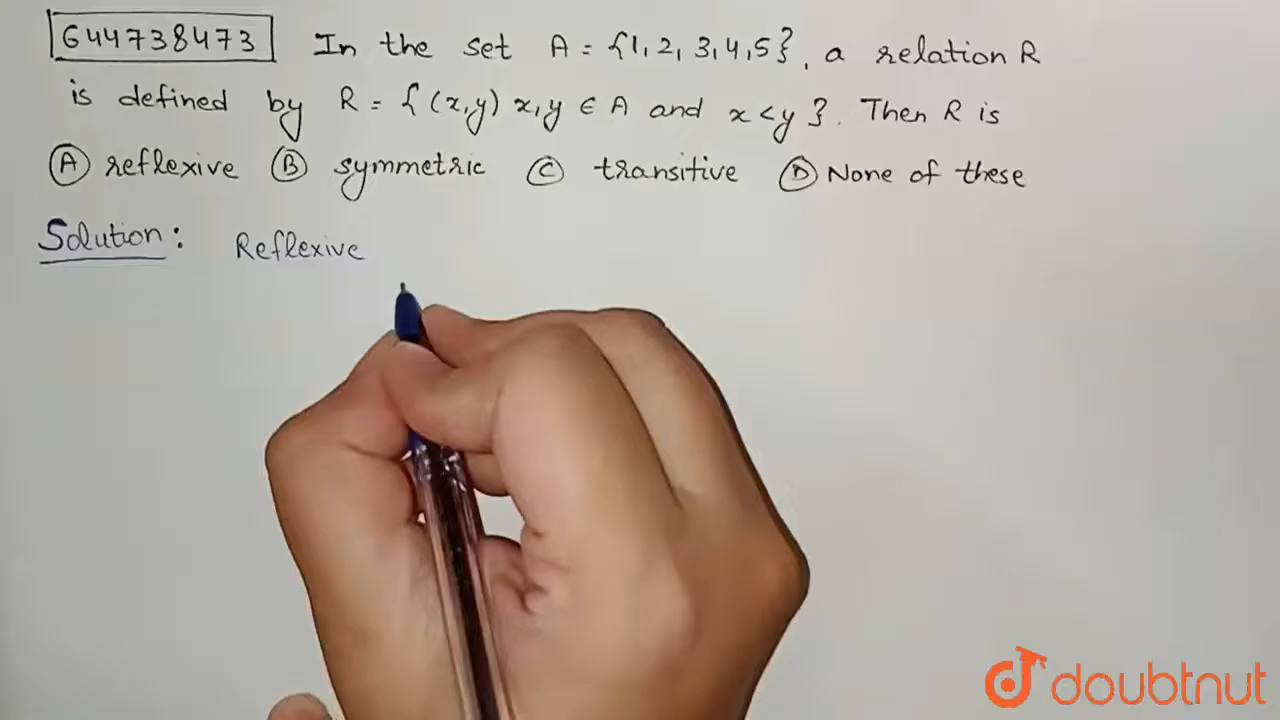 644738473 In the set A = {1, 2, 3, 4, 5}, a relation R
is defined by R = { (x,y) x,y ∈ A and x < y }. Then R is
Ⓐ reflexive Ⓑ symmetric Ⓒ transitive Ⓓ None of these
Solution: Reflexive
doubtnut